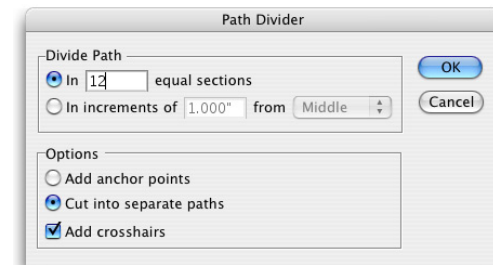 Path Divider
Divide Path
In 12 equal sections
In increments of 1.000" from Middle
OK
Cancel
Options
Add anchor points
Cut into separate paths
Add crosshairs